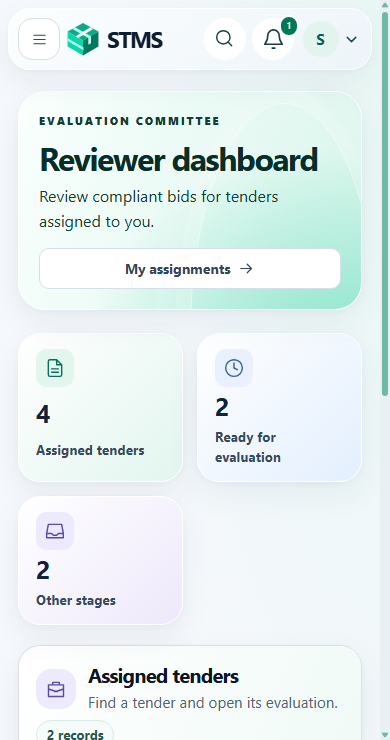 STMS
1
S
EVALUATION COMMITTEE
Reviewer dashboard
Review compliant bids for tenders
assigned to you.
My assignments
4
Assigned tenders
2
Ready for
evaluation
2
Other stages
Assigned tenders
Find a tender and open its evaluation.
2 records